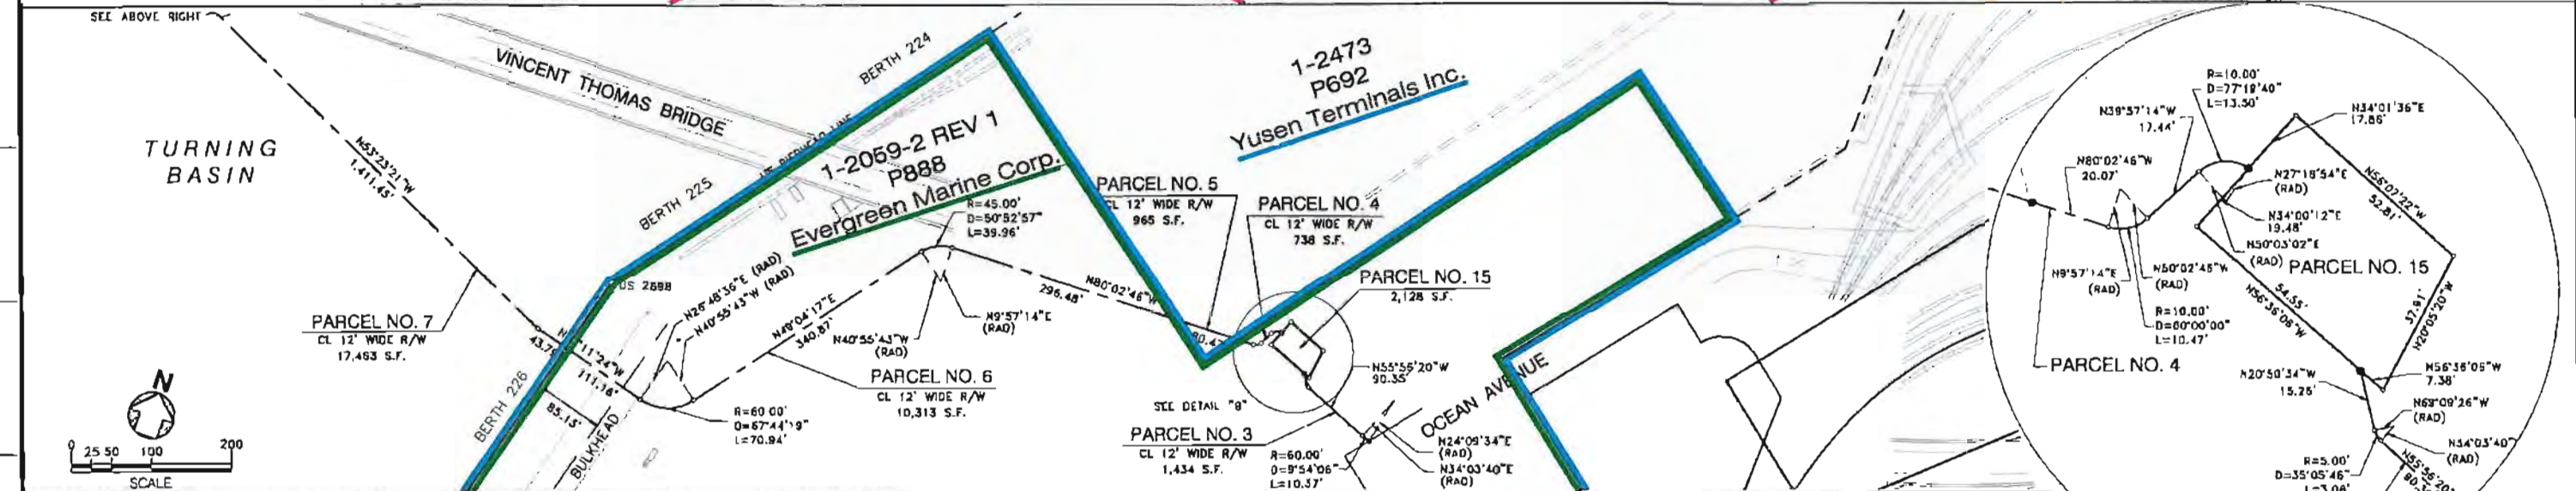 SEE ABOVE RIGHT
TURNING
BASIN
VINCENT THOMAS BRIDGE
BERTH 224
BERTH 225
BERTH 226
1-2059-2 REV 1
P888
Evergreen Marine Corp.
1-2473
P692
Yusen Terminals Inc.
N53°23'21"W
1,411.45'
PARCEL NO. 7
CL 12' WIDE R/W
17,463 S.F.
N
0 25 50 100 200
SCALE
85.15'
BULKHEAD
111.16'
N40°55'43"W (RAD)
R=60.00'
L=70.94'
N49°04'17"E
340.87'
PARCEL NO. 6
CL 12' WIDE R/W
10,313 S.F.
R=45.00'
D=50°52'57"
L=39.96'
N40°55'43"W
(RAD)
N9°57'14"E
(RAD)
N80°02'46"W
296.48'
PARCEL NO. 5
CL 12' WIDE R/W
965 S.F.
PARCEL NO. 4
CL 12' WIDE R/W
738 S.F.
PARCEL NO. 15
2,128 S.F.
N55°56'20"W
90.35'
SEE DETAIL "B"
PARCEL NO. 3
CL 12' WIDE R/W
1,434 S.F.
R=60.00'
D=9°54'06"
L=10.37'
N24°09'34"E
(RAD)
N34°03'40"E
(RAD)
OCEAN AVENUE
R=10.00'
D=77°19'40"
L=13.50'
N39°57'14"W
17.44'
N34°01'36"E
17.86'
N80°02'46"W
20.07'
N27°18'54"E
(RAD)
N34°00'12"E
19.48'
N50°03'02"E
(RAD)
PARCEL NO. 15
N56°07'22"W
52.81'
N9°57'14"E
(RAD)
N50°02'46"W
(RAD)
R=10.00'
D=60°00'00"
L=10.47'
54.55'
N56°36'06"W
37.91'
N20°05'20"W
PARCEL NO. 4
N20°50'34"W
15.26'
N56°36'06"W
7.38'
N69°09'26"W
(RAD)
N34°03'40"
(RAD)
R=5.00'
D=35°05'46"
L=3.06'
N55°56'20"